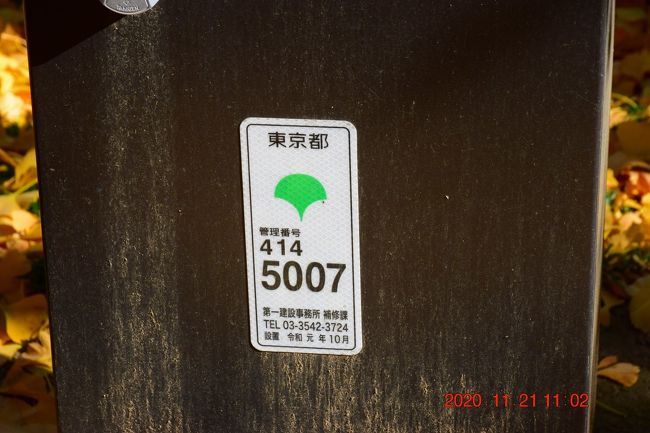 東京都
管理番号
414
5007
第一建設事務所 補修課
TEL 03-3542-3724
設置 令和 元 年 10月
2020 11 21 11 02